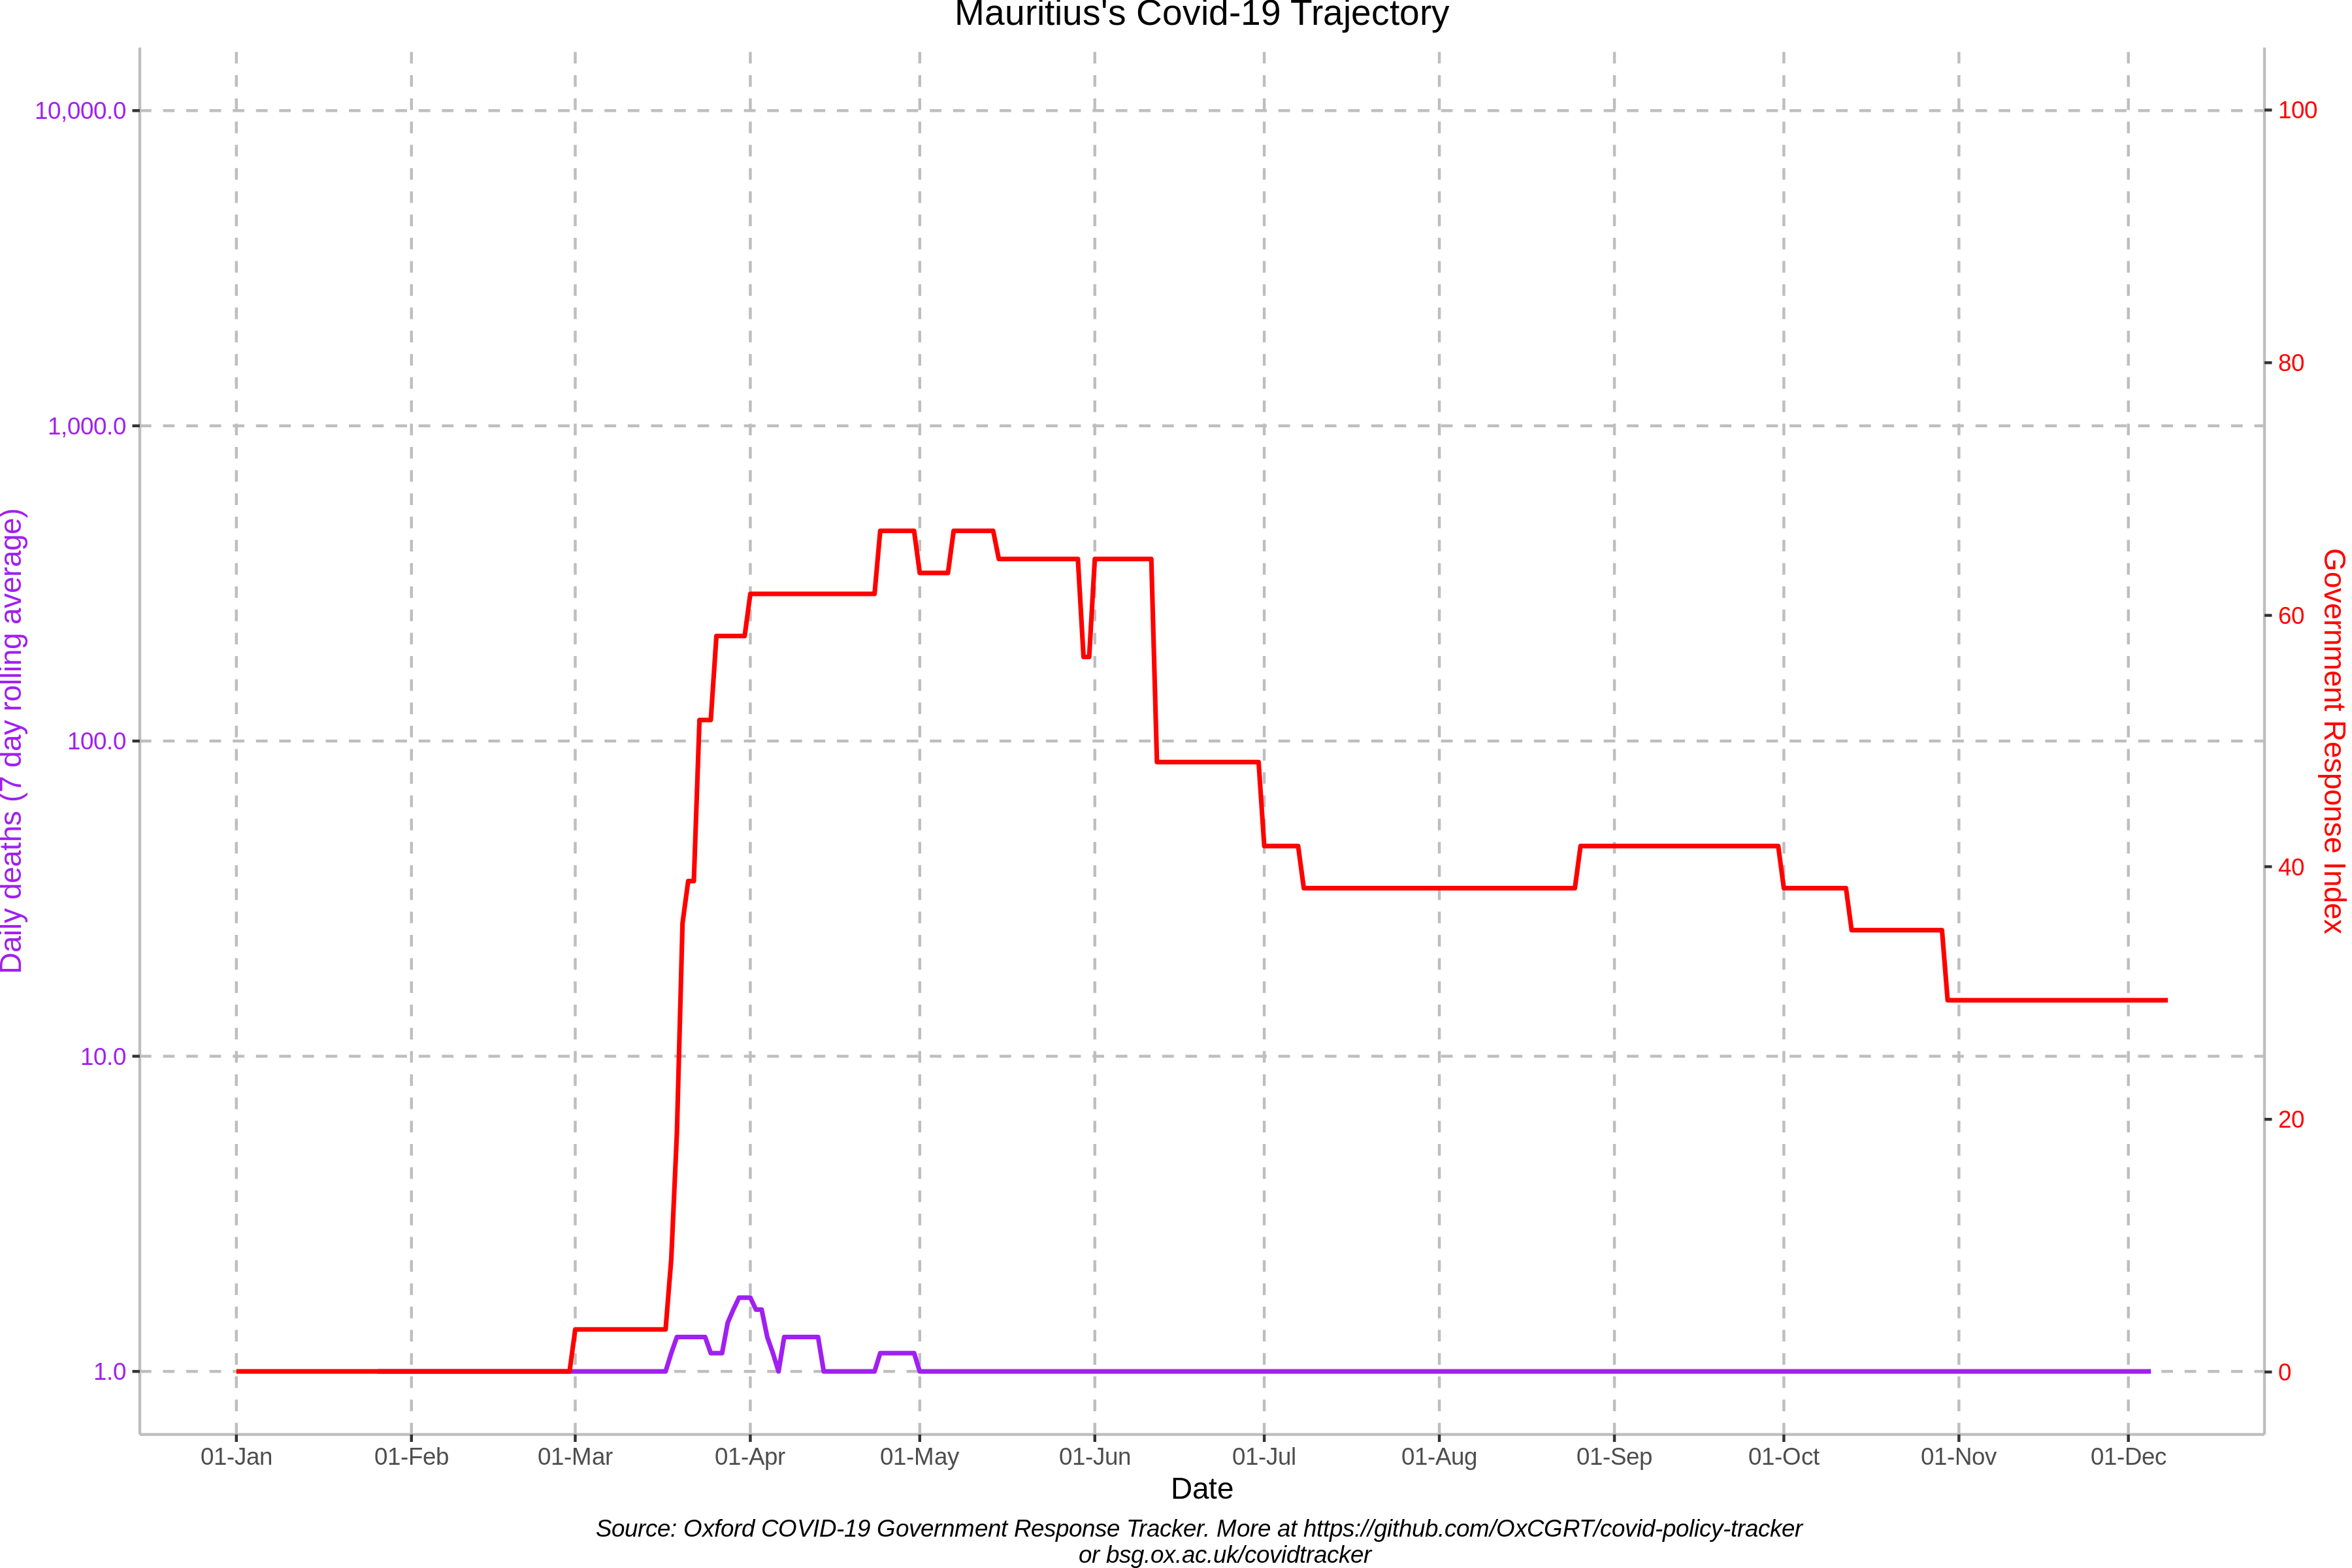 Mauritius's Covid-19 Trajectory
Daily deaths (7 day rolling average)
10,000.0
1,000.0
100.0
10.0
1.0
100
80
60
40
20
0
Government Response Index
01-Jan 01-Feb 01-Mar 01-Apr 01-May 01-Jun 01-Jul 01-Aug 01-Sep 01-Oct 01-Nov 01-Dec
Date
Source: Oxford COVID-19 Government Response Tracker. More at https://github.com/OxCGRT/covid-policy-tracker
or bsg.ox.ac.uk/covidtracker